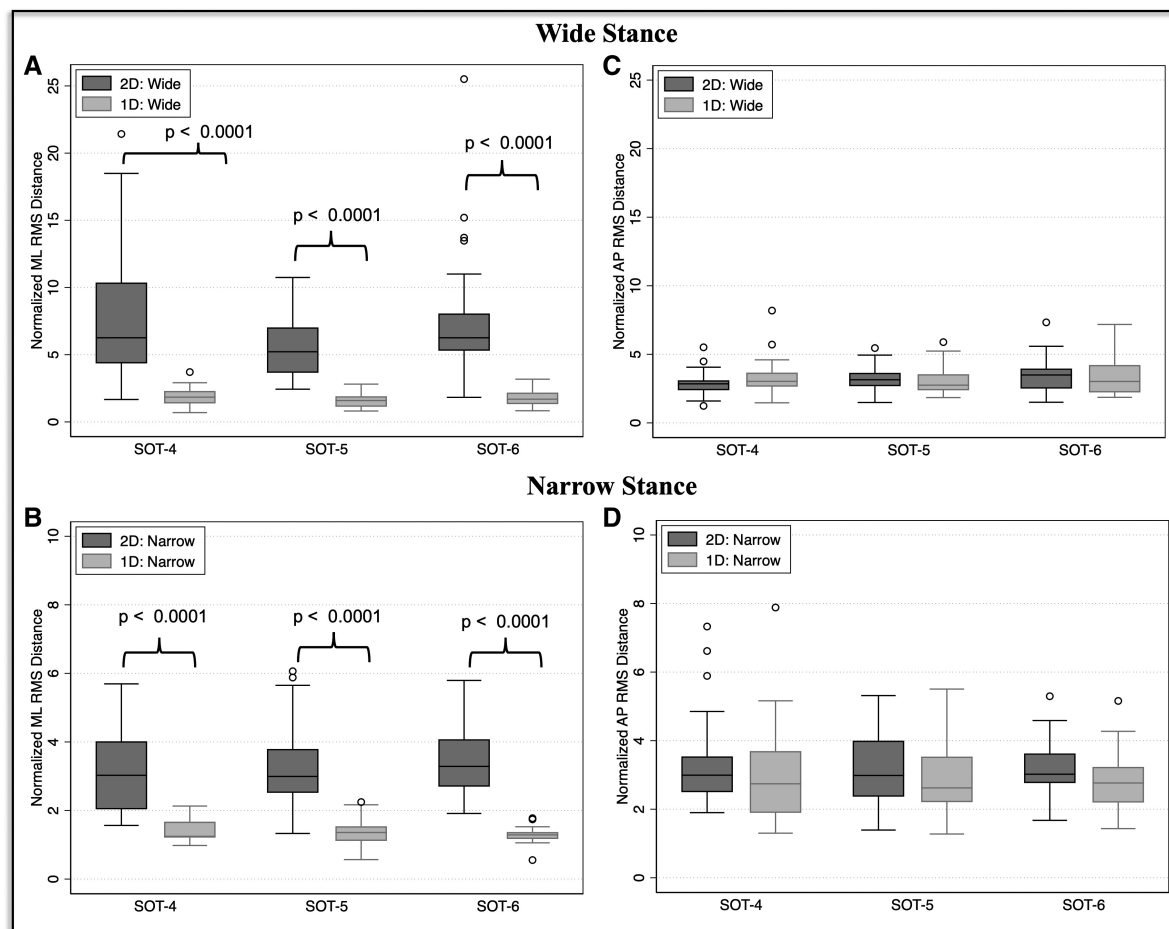 Wide Stance
A
Normalized ML RMS Distance
25
20
15
10
5
0
2D: Wide
1D: Wide
p < 0.0001
p < 0.0001
p < 0.0001
SOT-4
SOT-5
SOT-6
C
Normalized AP RMS Distance
25
20
15
10
5
0
2D: Wide
1D: Wide
SOT-4
SOT-5
SOT-6
Narrow Stance
B
Normalized ML RMS Distance
10
8
6
4
2
0
2D: Narrow
1D: Narrow
p < 0.0001
p < 0.0001
p < 0.0001
SOT-4
SOT-5
SOT-6
D
Normalized AP RMS Distance
10
8
6
4
2
0
2D: Narrow
1D: Narrow
SOT-4
SOT-5
SOT-6